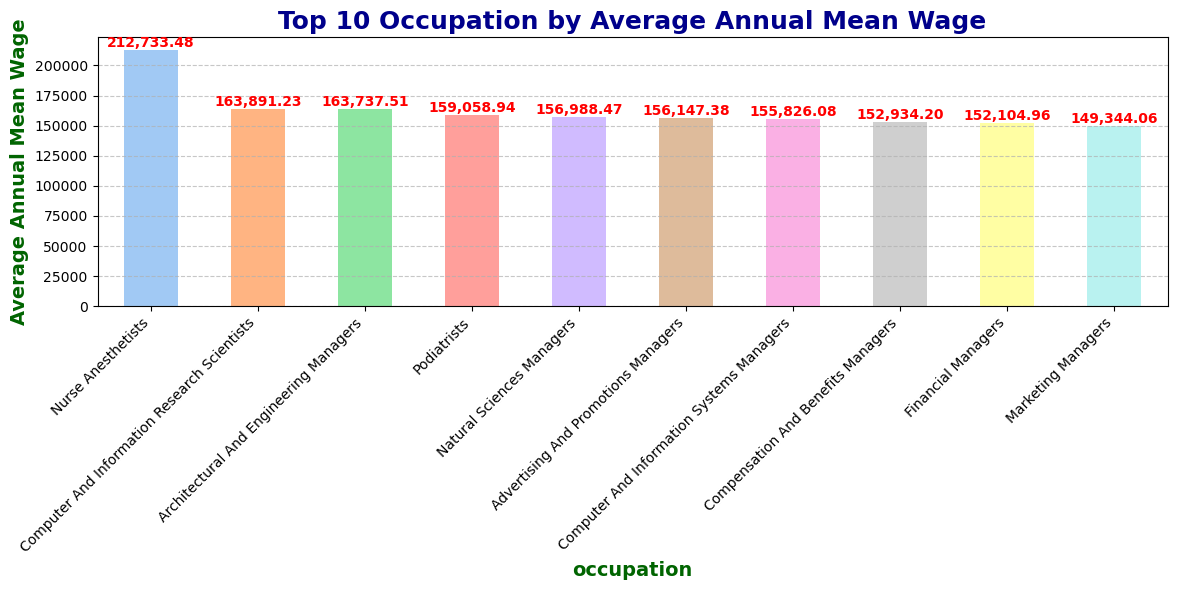 Top 10 Occupation by Average Annual Mean Wage
Average Annual Mean Wage
200000
175000
150000
125000
100000
75000
50000
25000
0
212,733.48
163,891.23
163,737.51
159,058.94
156,988.47
156,147.38
155,826.08
152,934.20
152,104.96
149,344.06
Nurse Anesthetists
Computer And Information Research Scientists
Architectural And Engineering Managers
Podiatrists
Natural Sciences Managers
Advertising And Promotions Managers
Computer And Information Systems Managers
Compensation And Benefits Managers
Financial Managers
Marketing Managers
occupation